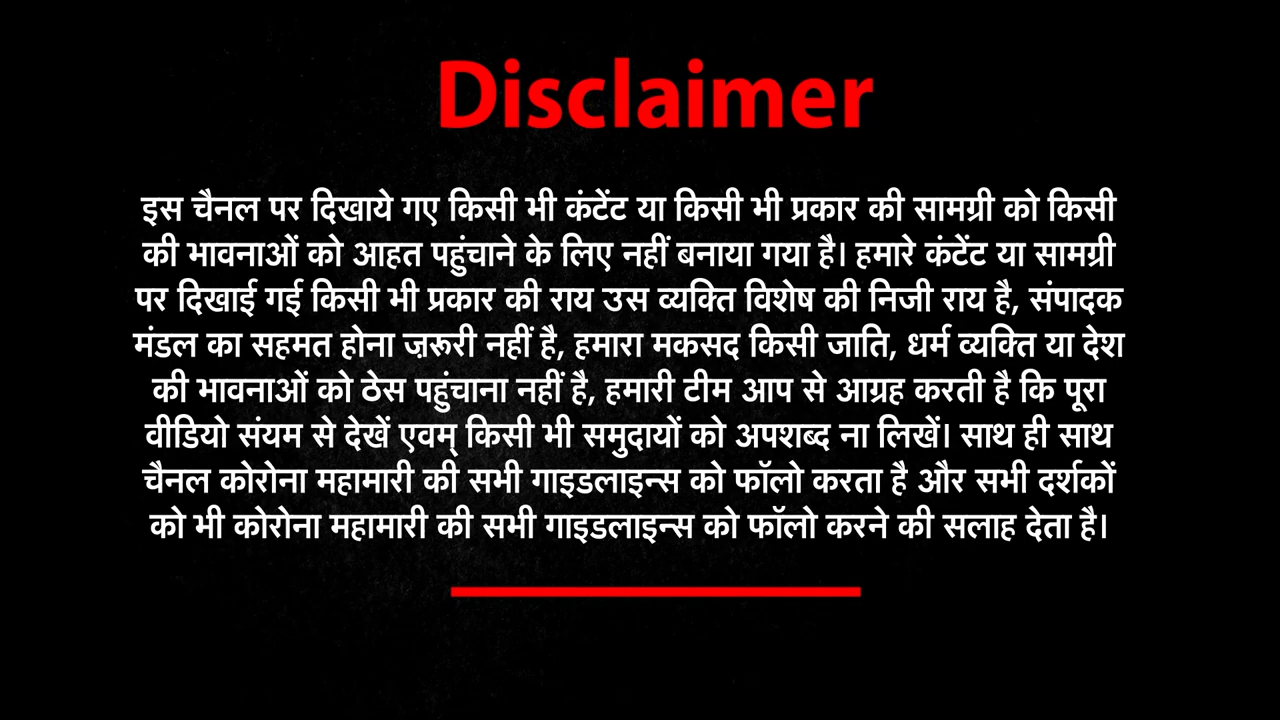 Disclaimer
इस चैनल पर दिखाये गए किसी भी कंटेंट या किसी भी प्रकार की सामग्री को किसी
की भावनाओं को आहत पहुंचाने के लिए नहीं बनाया गया है। हमारे कंटेंट या सामग्री
पर दिखाई गई किसी भी प्रकार की राय उस व्यक्ति विशेष की निजी राय है, संपादक
मंडल का सहमत होना ज़रूरी नहीं है, हमारा मकसद किसी जाति, धर्म व्यक्ति या देश
की भावनाओं को ठेस पहुंचाना नहीं है, हमारी टीम आप से आग्रह करती है कि पूरा
वीडियो संयम से देखें एवम् किसी भी समुदायों को अपशब्द ना लिखें। साथ ही साथ
चैनल कोरोना महामारी की सभी गाइडलाइन्स को फॉलो करता है और सभी दर्शकों
को भी कोरोना महामारी की सभी गाइडलाइन्स को फॉलो करने की सलाह देता है।